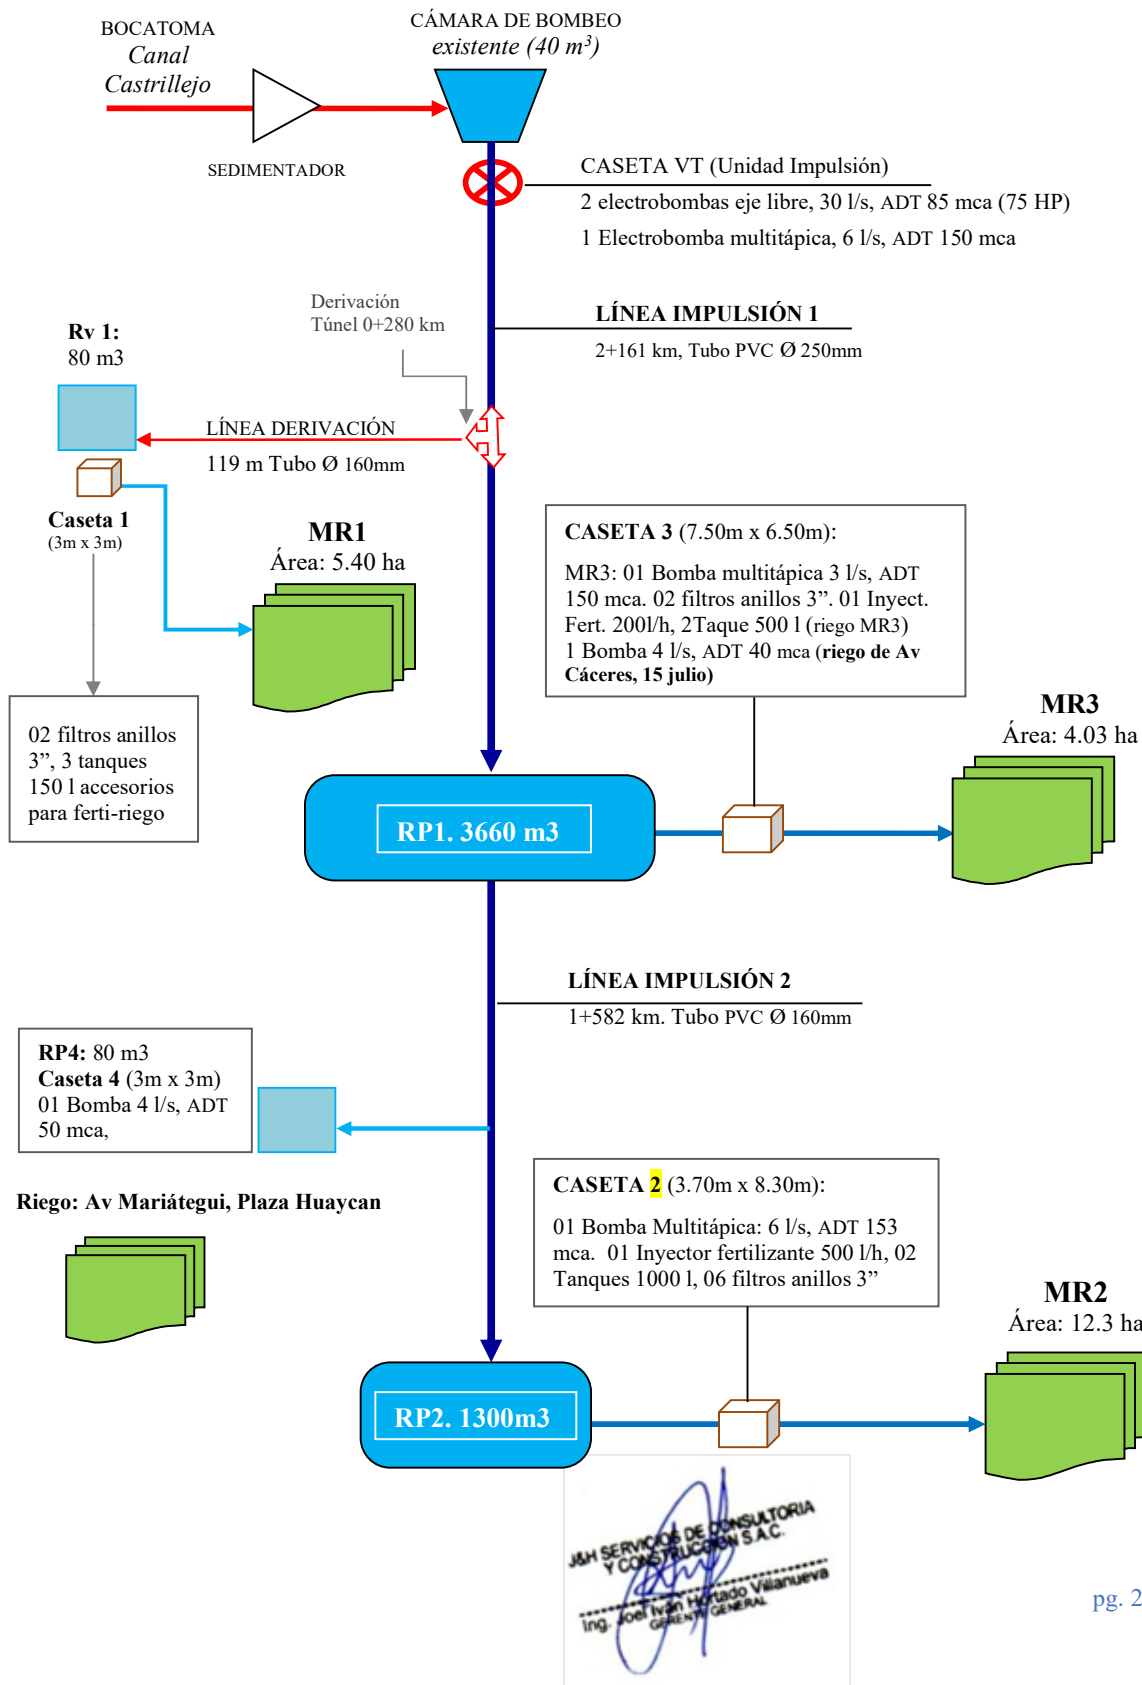 BOCATOMA
Canal
Castrillejo
CÁMARA DE BOMBEO
existente (40 m³)
SEDIMENTADOR
CASETA VT (Unidad Impulsión)
2 electrobombas eje libre, 30 l/s, ADT 85 mca (75 HP)
1 Electrobomba multitápica, 6 l/s, ADT 150 mca
Derivación
Túnel 0+280 km
LÍNEA IMPULSIÓN 1
2+161 km, Tubo PVC Ø 250mm
Rv 1:
80 m3
LÍNEA DERIVACIÓN
119 m Tubo Ø 160mm
Caseta 1
(3m x 3m)
MR1
Área: 5.40 ha
CASETA 3 (7.50m x 6.50m):
MR3: 01 Bomba multitápica 3 l/s, ADT
150 mca. 02 filtros anillos 3”. 01 Inyect.
Fert. 200l/h, 2Taque 500 l (riego MR3)
1 Bomba 4 l/s, ADT 40 mca (riego de Av
Cáceres, 15 julio)
02 filtros anillos
3”, 3 tanques
150 l accesorios
para ferti-riego
MR3
Área: 4.03 ha
RP1. 3660 m3
LÍNEA IMPULSIÓN 2
1+582 km. Tubo PVC Ø 160mm
RP4: 80 m3
Caseta 4 (3m x 3m)
01 Bomba 4 l/s, ADT
50 mca,
Riego: Av Mariátegui, Plaza Huaycan
CASETA 2 (3.70m x 8.30m):
01 Bomba Multitápica: 6 l/s, ADT 153
mca. 01 Inyector fertilizante 500 l/h, 02
Tanques 1000 l, 06 filtros anillos 3”
MR2
Área: 12.3 ha
RP2. 1300m3
J&H SERVICIOS DE CONSULTORIA
Y CONSTRUCCIÓN S.A.C.
Ing. Joel Iván Hurtado Villanueva
GERENTE GENERAL
pg. 2